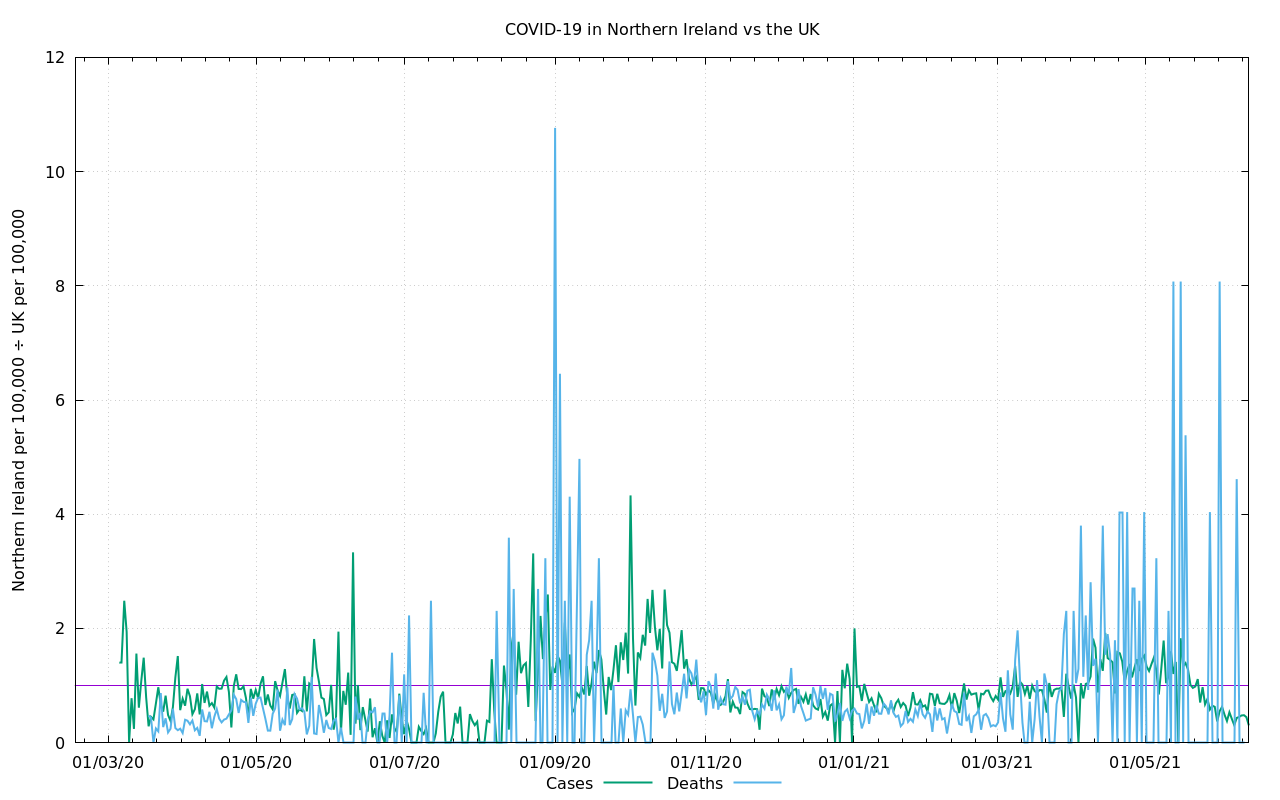 COVID-19 in Northern Ireland vs the UK
Northern Ireland per 100,000 ÷ UK per 100,000
12
10
8
6
4
2
0
01/03/20 01/05/20 01/07/20 01/09/20 01/11/20 01/01/21 01/03/21 01/05/21
Cases Deaths